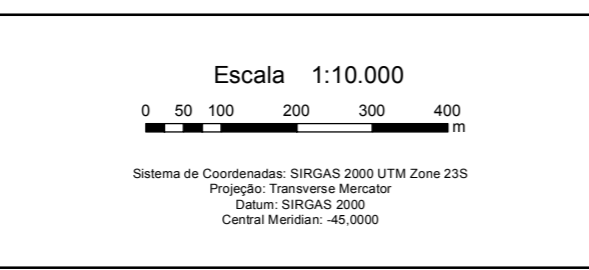 Escala 1:10.000
0 50 100 200 300 400
m
Sistema de Coordenadas: SIRGAS 2000 UTM Zone 23S
Projeção: Transverse Mercator
Datum: SIRGAS 2000
Central Meridian: -45,0000